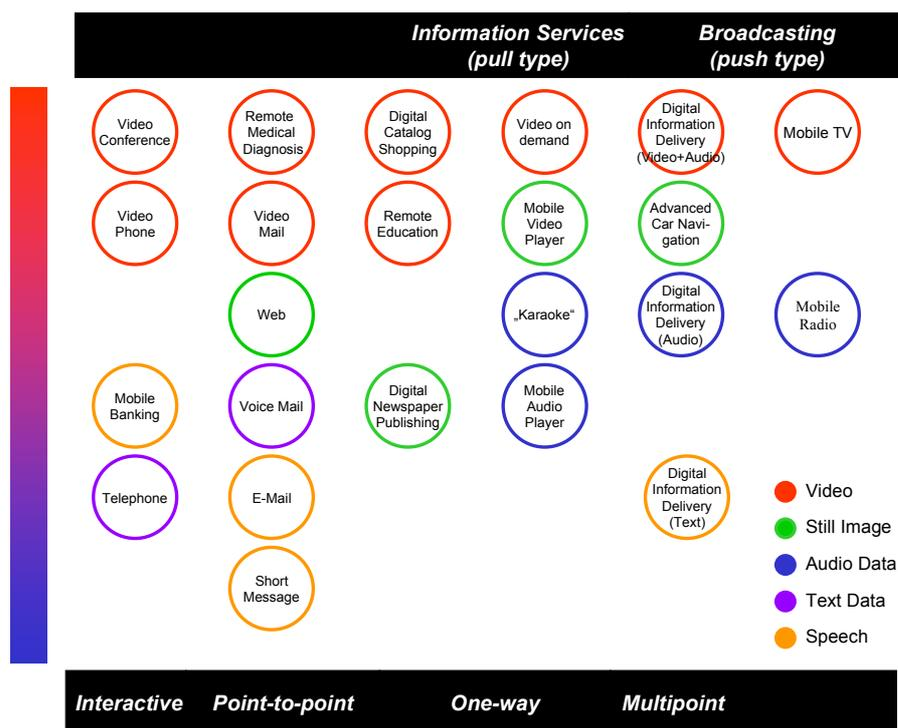 Information Services
(pull type)
Broadcasting
(push type)
Video
Conference
Remote
Medical
Diagnosis
Digital
Catalog
Shopping
Video on
demand
Digital
Information
Delivery
(Video+Audio)
Mobile TV
Video
Phone
Video
Mail
Remote
Education
Mobile
Video
Player
Advanced
Car Navi-
gation
Web
„Karaoke“
Digital
Information
Delivery
(Audio)
Mobile
Radio
Mobile
Banking
Voice Mail
Digital
Newspaper
Publishing
Mobile
Audio
Player
Telephone
E-Mail
Digital
Information
Delivery
(Text)
Short
Message
Video
Still Image
Audio Data
Text Data
Speech
Interactive
Point-to-point
One-way
Multipoint